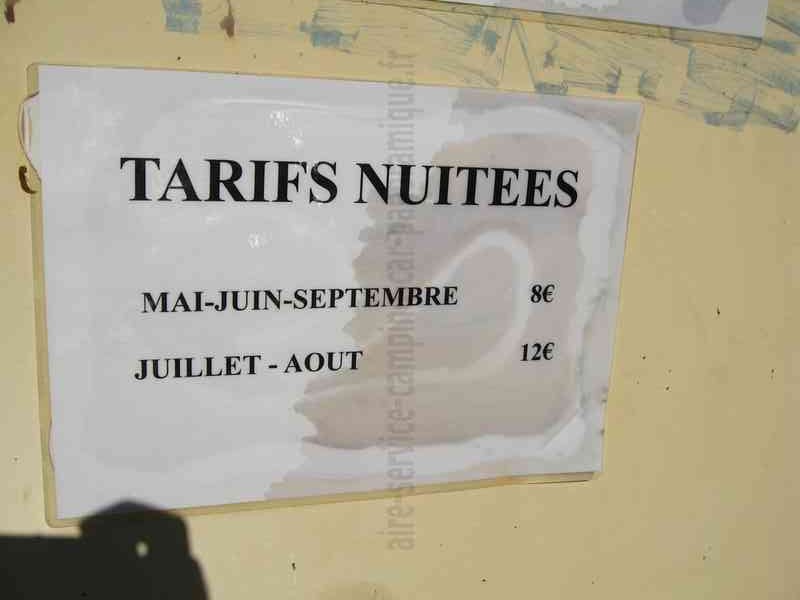 TARIFS NUITEES
MAI-JUIN-SEPTEMBRE 8€
JUILLET - AOUT 12€
aire-service-camping-car-panoramique.fr